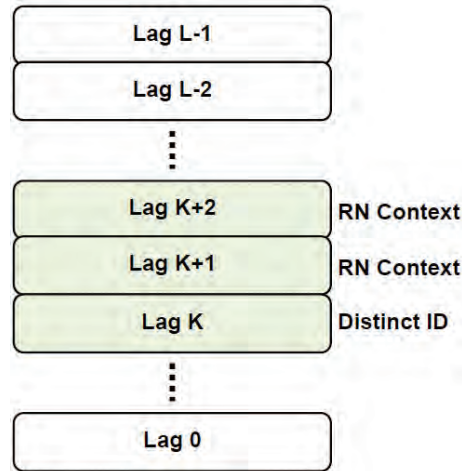 Lag L-1
Lag L-2
Lag K+2 RN Context
Lag K+1 RN Context
Lag K Distinct ID
Lag 0